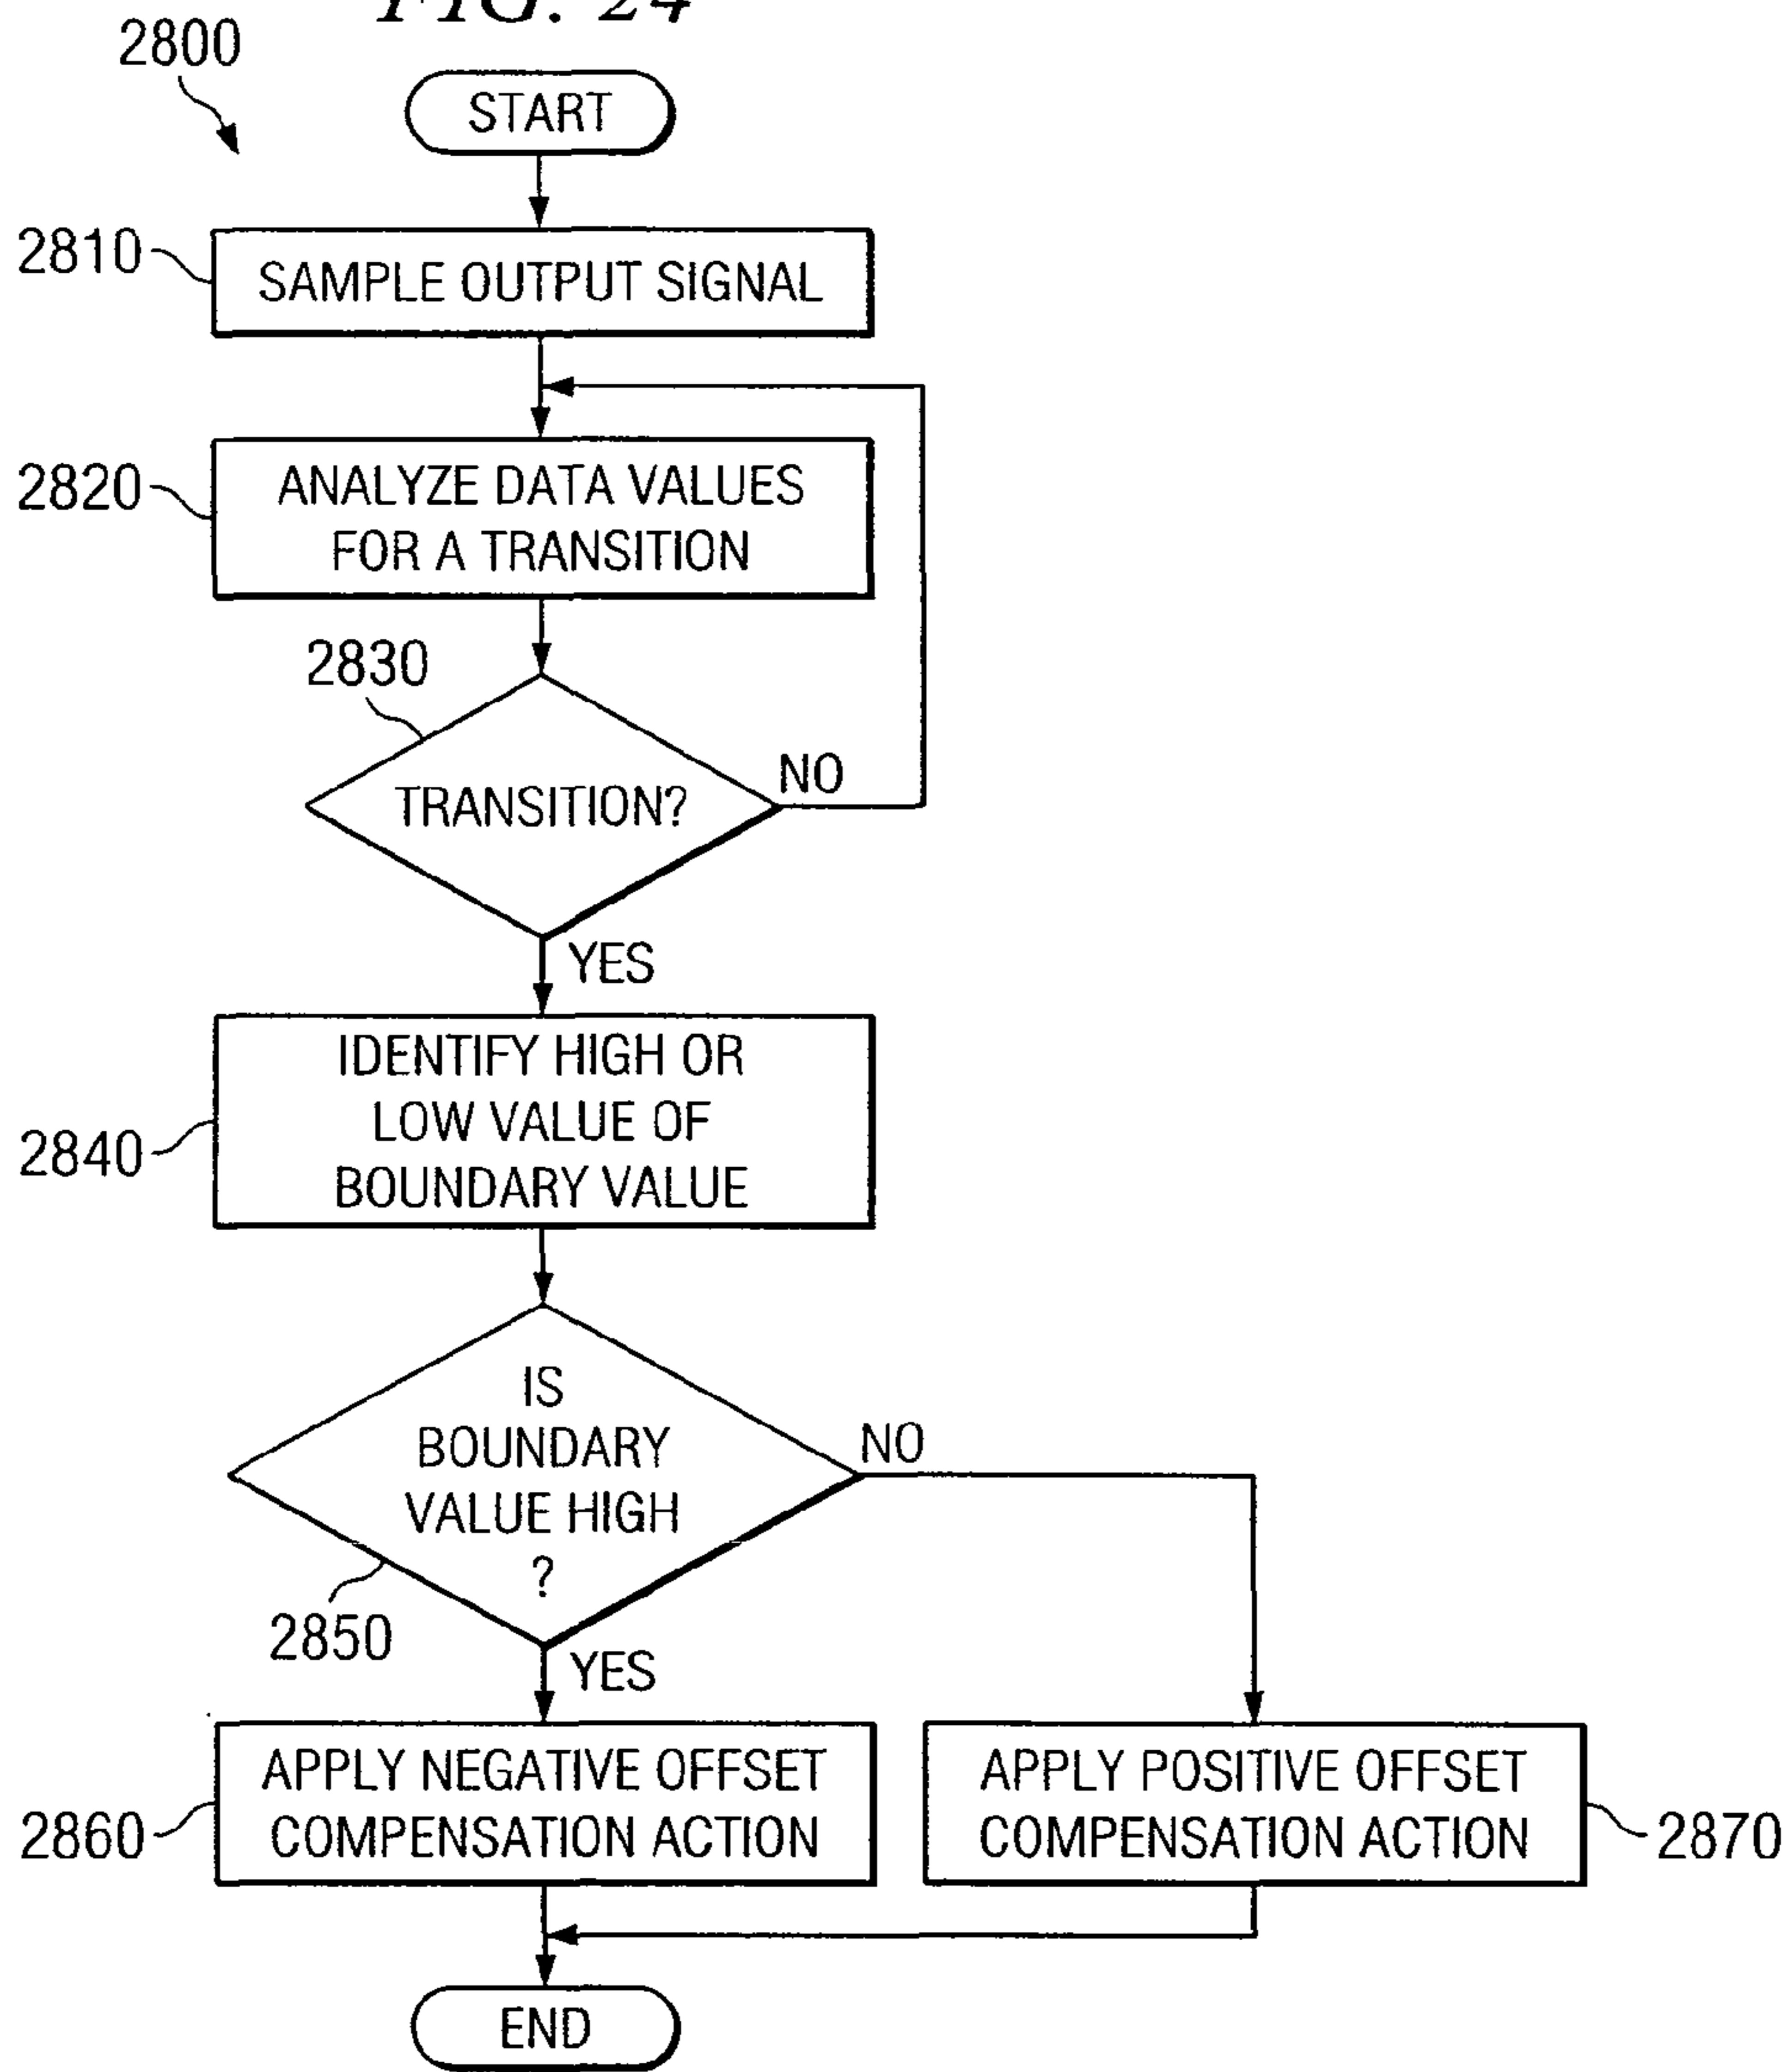 FIG. 24
2800
START
2810
SAMPLE OUTPUT SIGNAL
2820
ANALYZE DATA VALUES
FOR A TRANSITION
2830
TRANSITION?
NO
YES
2840
IDENTIFY HIGH OR
LOW VALUE OF
BOUNDARY VALUE
IS
BOUNDARY
VALUE HIGH
?
NO
2850
YES
2860
APPLY NEGATIVE OFFSET
COMPENSATION ACTION
APPLY POSITIVE OFFSET
COMPENSATION ACTION
2870
END